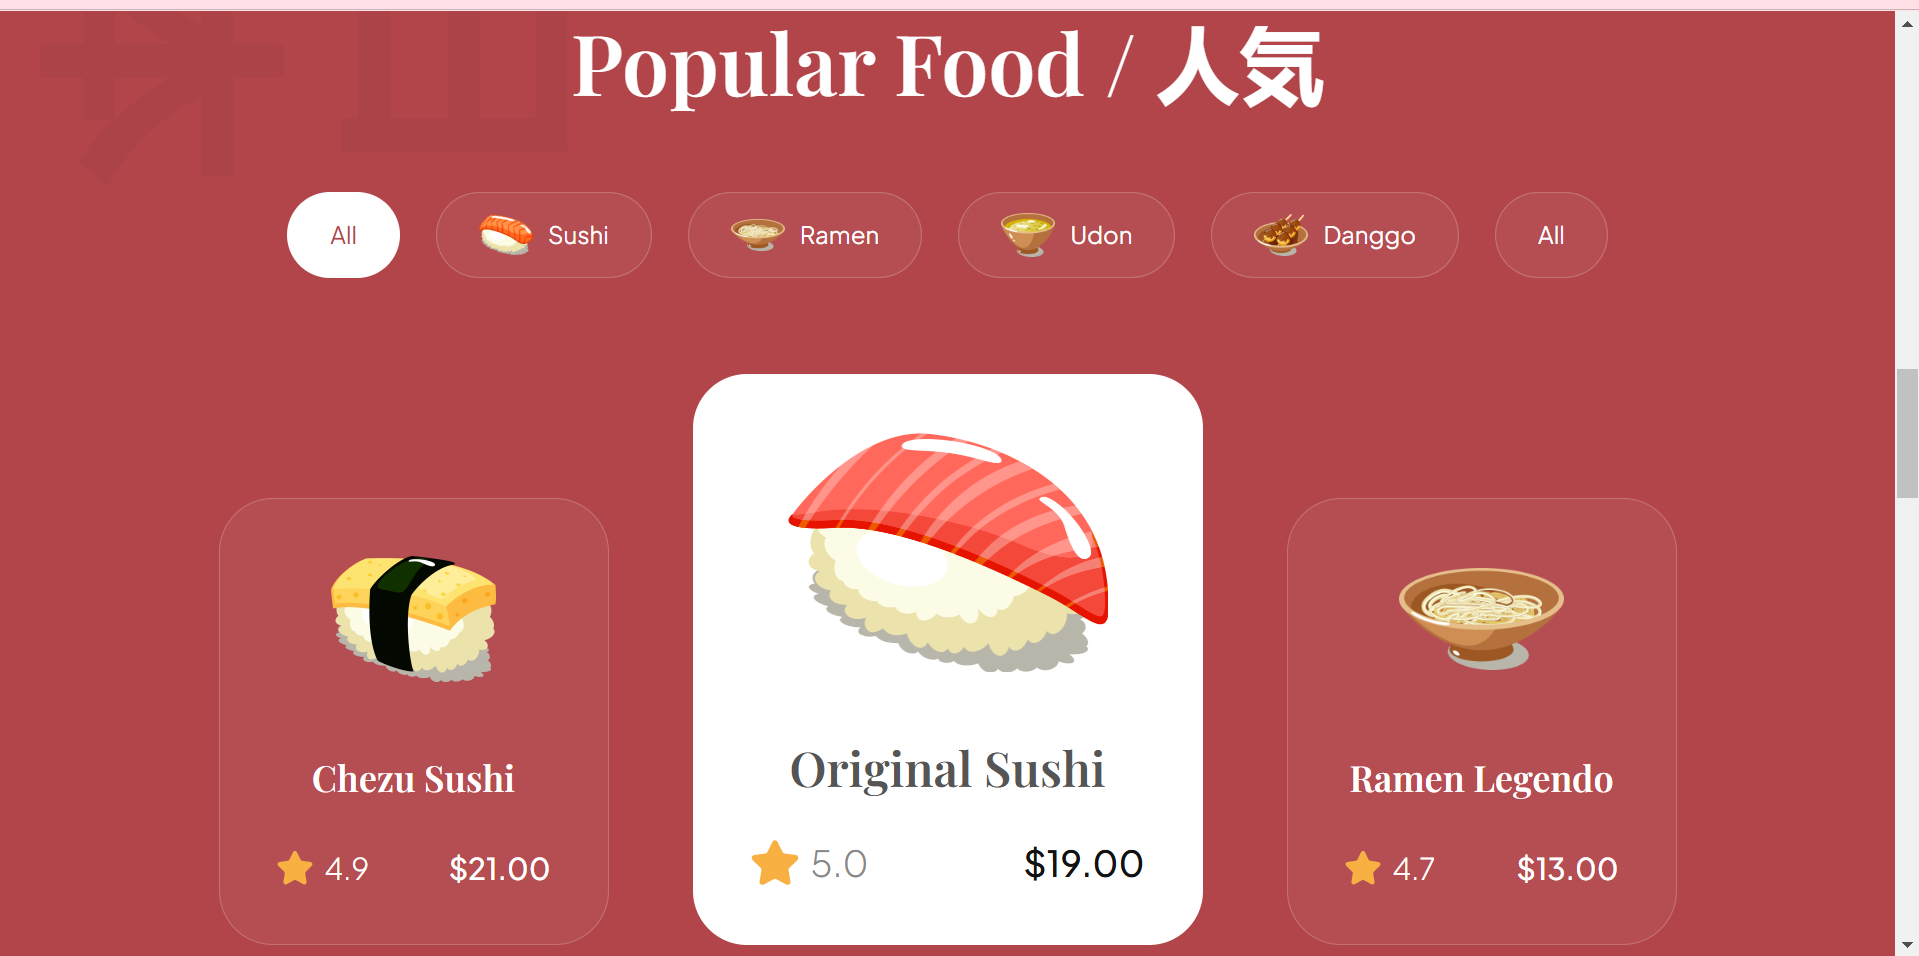 Popular Food / 人気
All
Sushi
Ramen
Udon
Danggo
All
Chezu Sushi
4.9
$21.00
Original Sushi
5.0
$19.00
Ramen Legendo
4.7
$13.00